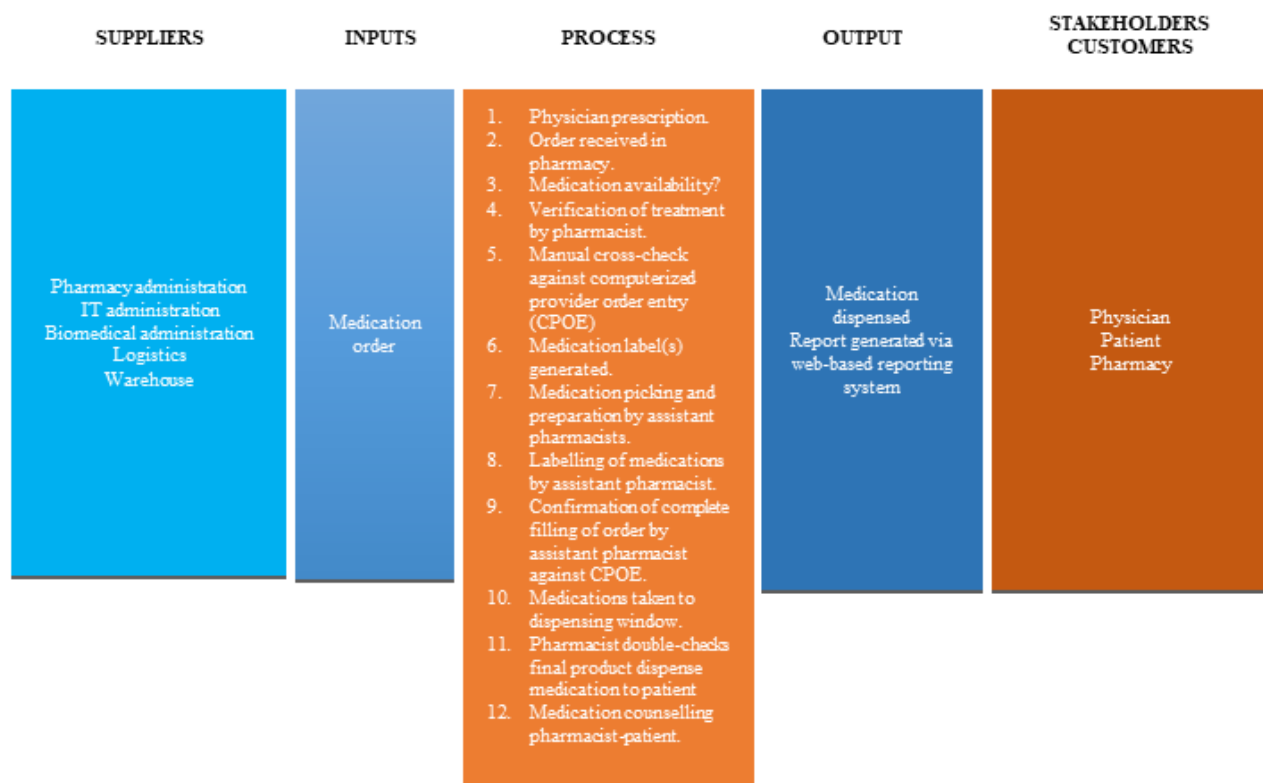 SUPPLIERS
INPUTS
PROCESS
OUTPUT
STAKEHOLDERS
CUSTOMERS
Pharmacy administration
IT administration
Biomedical administration
Logistics
Warehouse
Medication
order
1. Physician prescription.
2. Order received in
pharmacy.
3. Medication availability?
4. Verification of treatment
by pharmacist.
5. Manual cross-check
against computerized
provider order entry
(CPOE)
6. Medication label(s)
generated.
7. Medication picking and
preparation by assistant
pharmacists.
8. Labelling of medications
by assistant pharmacist.
9. Confirmation of complete
filling of order by
assistant pharmacist
against CPOE.
10. Medications taken to
dispensing window.
11. Pharmacist double-checks
final product dispense
medication to patient
12. Medication counselling
pharmacist-patient.
Medication
dispensed
Report generated via
web-based reporting
system
Physician
Patient
Pharmacy